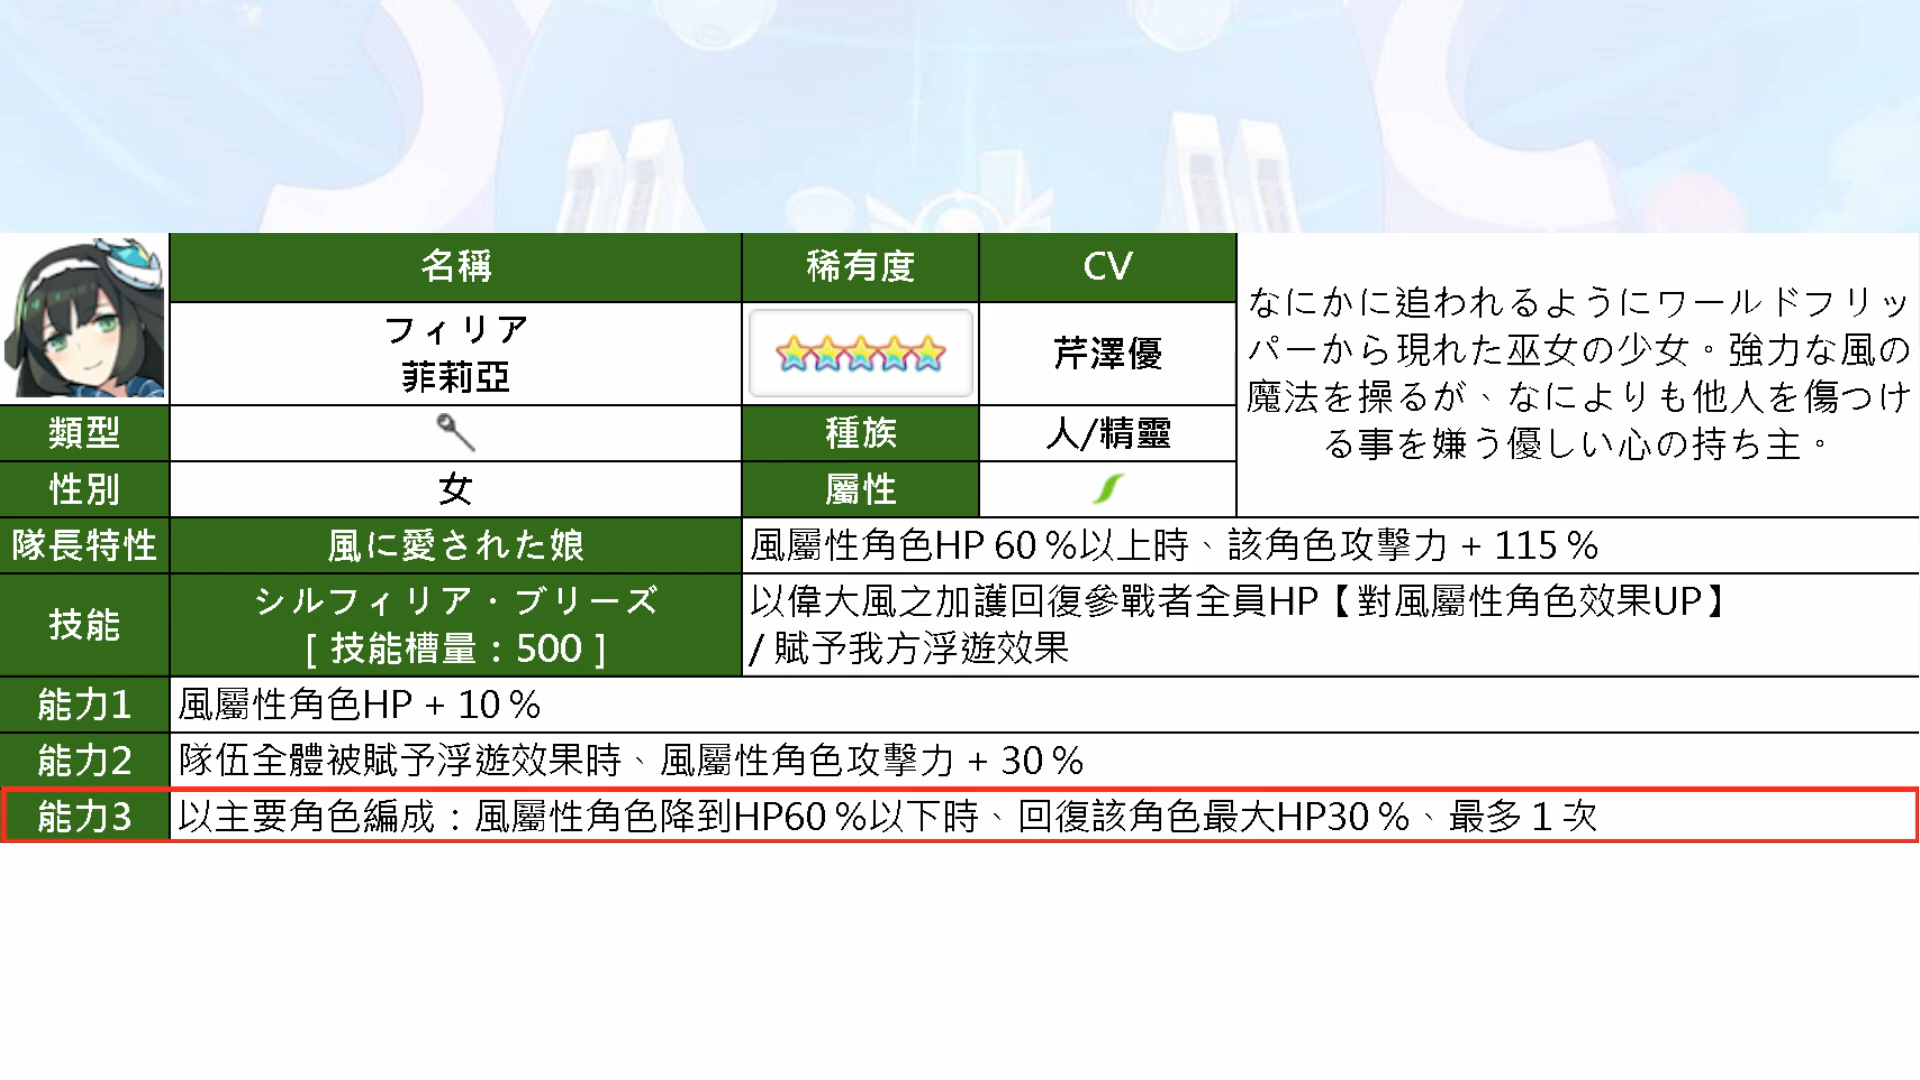 名稱
稀有度
CV
フィリア
菲莉亞
芹澤優
なにかに追われるようにワールドフリッ
パーから現れた巫女の少女。強力な風の
魔法を操るが、なによりも他人を傷つけ
る事を嫌う優しい心の持ち主。
類型
種族
人/精靈
性別
女
屬性
隊長特性
風に愛された娘
風屬性角色HP 60 %以上時、該角色攻擊力 + 115 %
技能
シルフィリア・ブリーズ
[ 技能槽量：500 ]
以偉大風之加護回復參戰者全員HP【對風屬性角色效果UP】
/ 賦予我方浮遊效果
能力1
風屬性角色HP + 10 %
能力2
隊伍全體被賦予浮遊效果時、風屬性角色攻擊力 + 30 %
能力3
以主要角色編成：風屬性角色降到HP60 %以下時、回復該角色最大HP30 %、最多 1 次